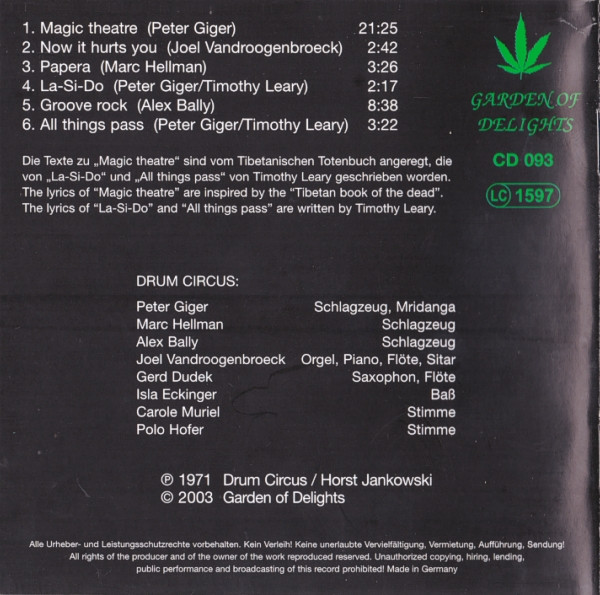 1. Magic theatre (Peter Giger) 21:25
2. Now it hurts you (Joel Vandroogenbroeck) 2:42
3. Papera (Marc Hellman) 3:26
4. La-Si-Do (Peter Giger/Timothy Leary) 2:17
5. Groove rock (Alex Bally) 8:38
6. All things pass (Peter Giger/Timothy Leary) 3:22
GARDEN OF
DELIGHTS
CD 093
LC 1597
Die Texte zu „Magic theatre“ sind vom Tibetanischen Totenbuch angeregt, die
von „La-Si-Do“ und „All things pass“ von Timothy Leary geschrieben worden.
The lyrics of “Magic theatre” are inspired by the “Tibetan book of the dead”.
The lyrics of “La-Si-Do” and “All things pass” are written by Timothy Leary.
DRUM CIRCUS:
Peter Giger Schlagzeug, Mridanga
Marc Hellman Schlagzeug
Alex Bally Schlagzeug
Joel Vandroogenbroeck Orgel, Piano, Flöte, Sitar
Gerd Dudek Saxophon, Flöte
Isla Eckinger Baß
Carole Muriel Stimme
Polo Hofer Stimme
℗ 1971 Drum Circus / Horst Jankowski
© 2003 Garden of Delights
Alle Urheber- und Leistungsschutzrechte vorbehalten. Kein Verleih! Keine unerlaubte Vervielfältigung, Vermietung, Aufführung, Sendung!
All rights of the producer and of the owner of the work reproduced reserved. Unauthorized copying, hiring, lending,
public performance and broadcasting of this record prohibited! Made in Germany